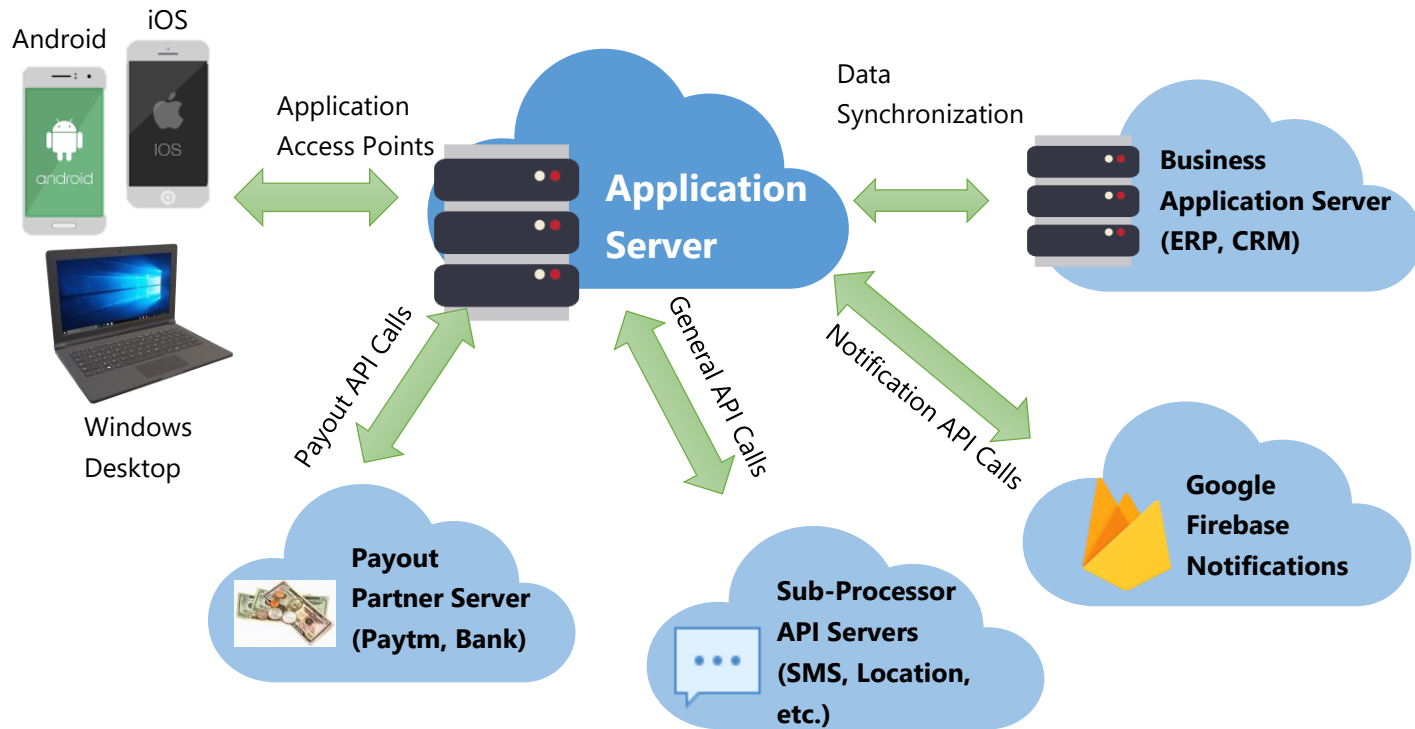 iOS
Android
android
IOS
Application
Access Points
Data
Synchronization
Application
Server
Business
Application Server
(ERP, CRM)
Windows
Desktop
Payout API Calls
General API Calls
Notification API Calls
Payout
Partner Server
(Paytm, Bank)
Sub-Processor
API Servers
(SMS, Location,
etc.)
Google
Firebase
Notifications